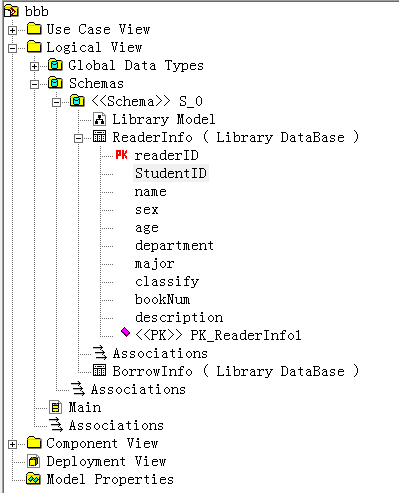 bbb
Use Case View
Logical View
Global Data Types
Schemas
<<Schema>> S_0
Library Model
ReaderInfo ( Library DataBase )
PK readerID
StudentID
name
sex
age
department
major
classify
bookNum
description
<<PK>> PK_ReaderInfo1
Associations
BorrowInfo ( Library DataBase )
Associations
Main
Associations
Component View
Deployment View
Model Properties